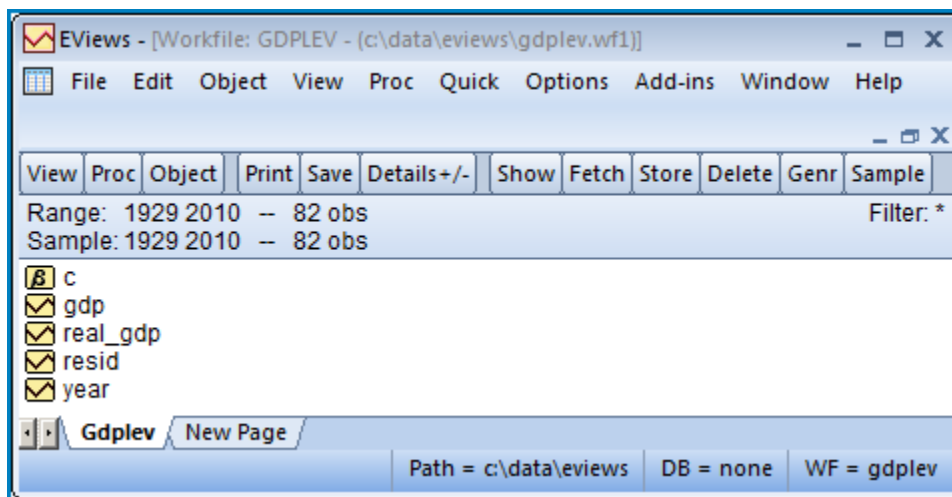 EViews - [Workfile: GDPLEV - (c:\data\eviews\gdplev.wf1)]
File Edit Object View Proc Quick Options Add-ins Window Help
View Proc Object Print Save Details+/- Show Fetch Store Delete Genr Sample
Range: 1929 2010 -- 82 obs Filter: *
Sample: 1929 2010 -- 82 obs
β c
gdp
real_gdp
resid
year
Gdplev New Page
Path = c:\data\eviews DB = none WF = gdplev